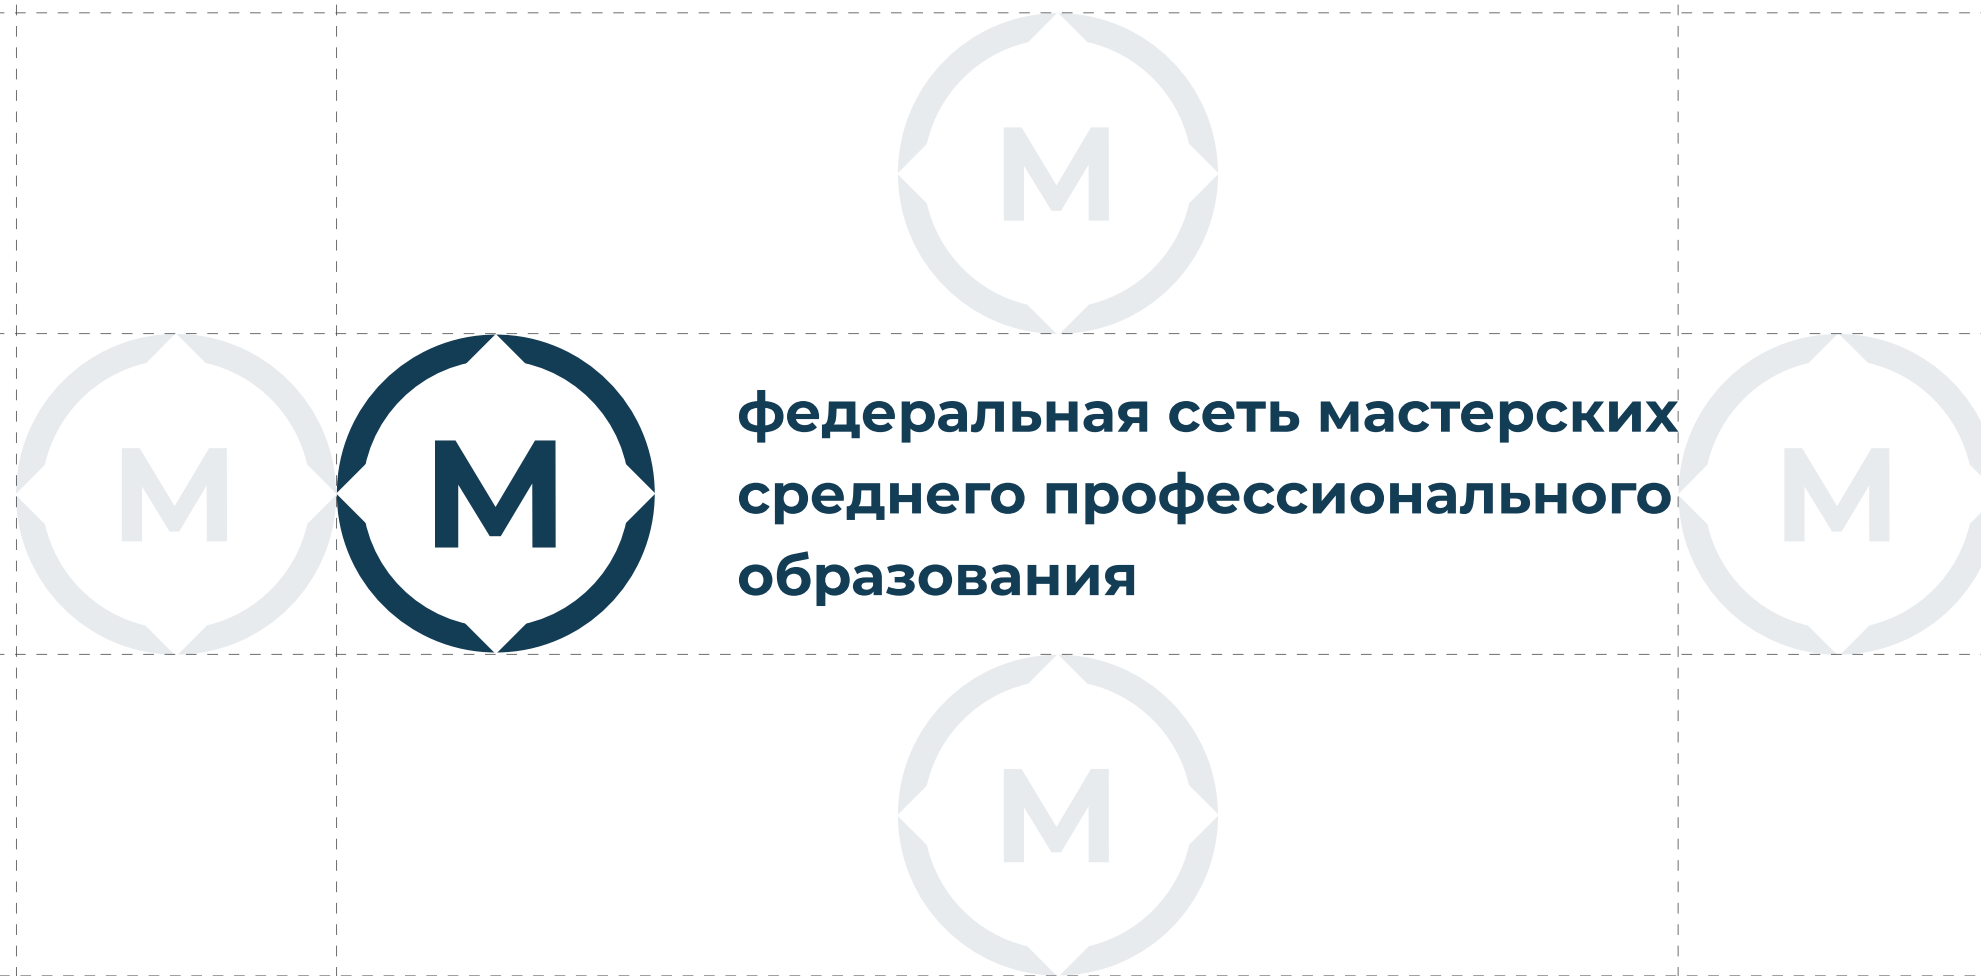 М
М
М
федеральная сеть мастерских
среднего профессионального
образования
М
М